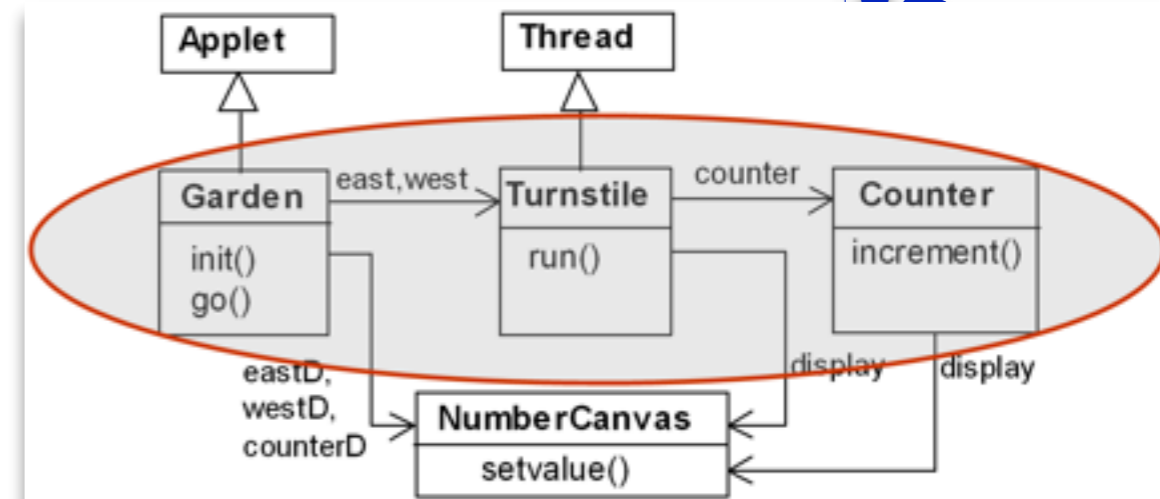 Applet
Thread
Garden
init()
go()
east,west
Turnstile
run()
counter
Counter
increment()
eastD,
westD,
counterD
display
display
NumberCanvas
setvalue()